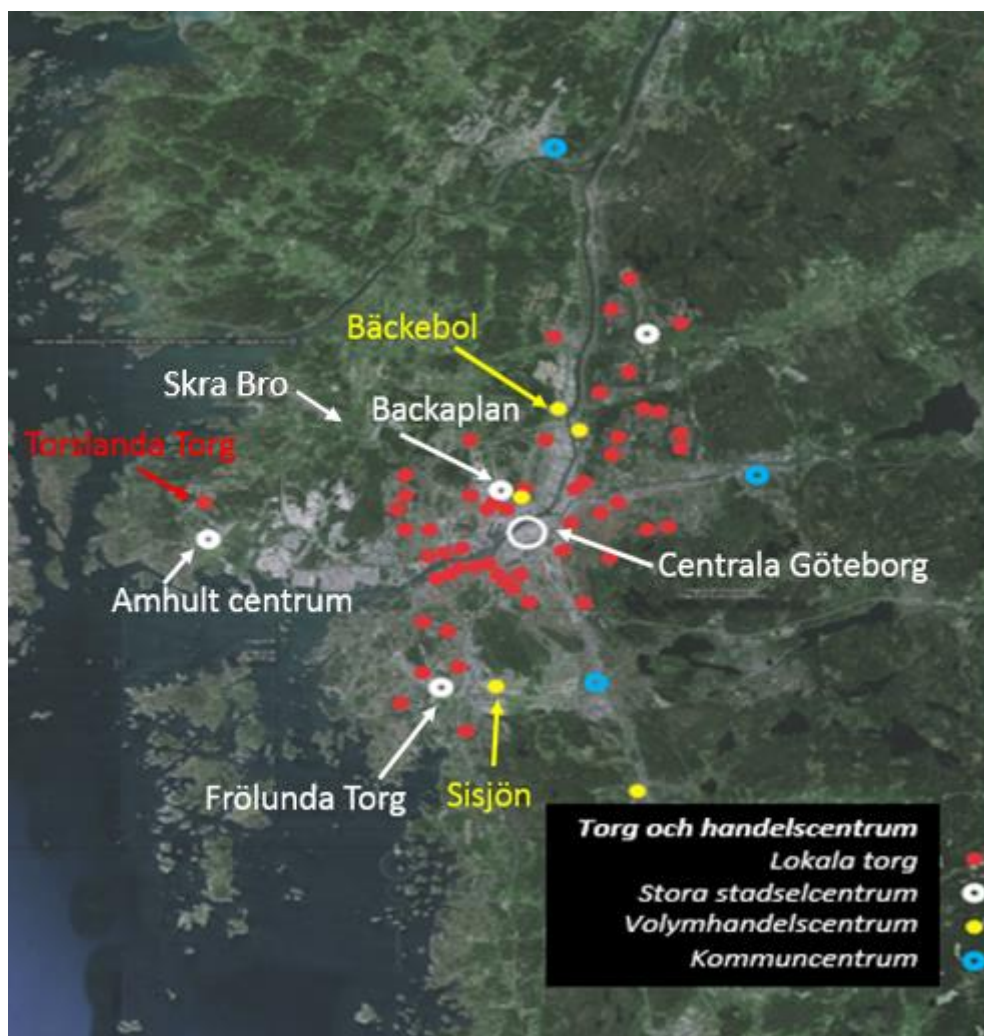 Bäckebol
Skra Bro
Backaplan
Torslanda Torg
Centrala Göteborg
Amhult centrum
Frölunda Torg
Sisjön
Torg och handelscentrum
Lokala torg
Stora stadselcentrum
Volymhandelscentrum
Kommuncentrum